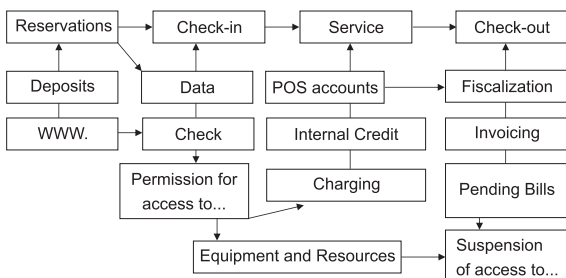 Reservations
Check-in
Service
Check-out
Deposits
Data
POS accounts
Fiscalization
WWW.
Check
Internal Credit
Invoicing
Permission for
access to...
Charging
Pending Bills
Equipment and Resources
Suspension
of access to...